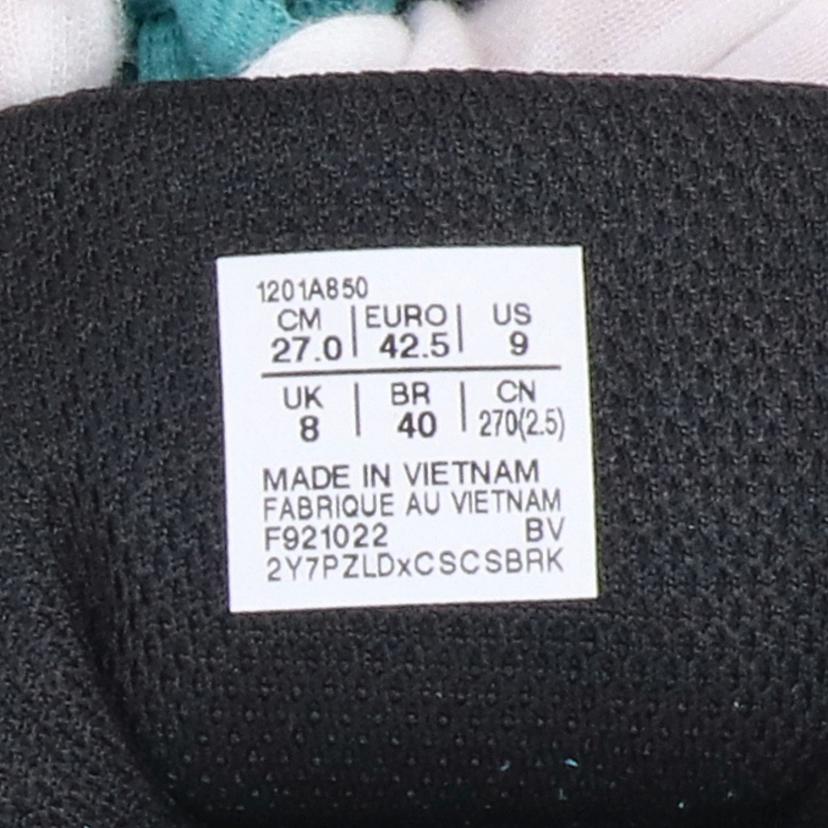 1201A850
CM | EURO | US
27.0 | 42.5 | 9
UK | BR | CN
8 | 40 | 270(2.5)
MADE IN VIETNAM
FABRIQUE AU VIETNAM
F921022 BV
2Y7PZLDxCSCSBRK